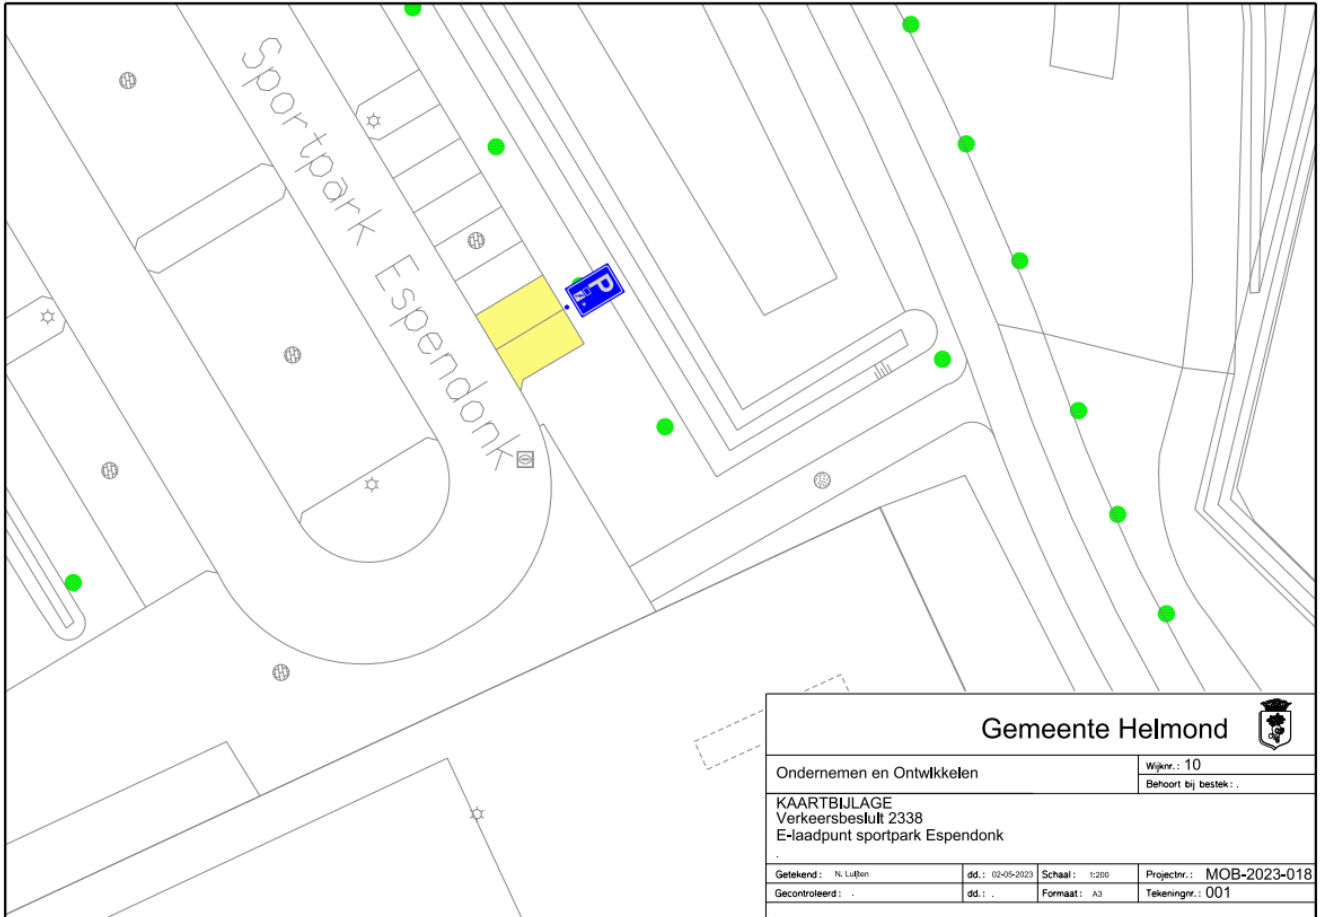 Sportpark Espendonk
P
Gemeente Helmond
Ondernemen en Ontwikkelen
Wijknr.: 10
Behoort bij bestek: .
KAARTBIJLAGE
Verkeersbesluit 2338
E-laadpunt sportpark Espendonk
.
Getekend: N. Luijten dd.: 02-05-2023 Schaal: 1:200 Projectnr.: MOB-2023-018
Gecontroleerd: . dd.: . Formaat: A3 Tekeningnr.: 001